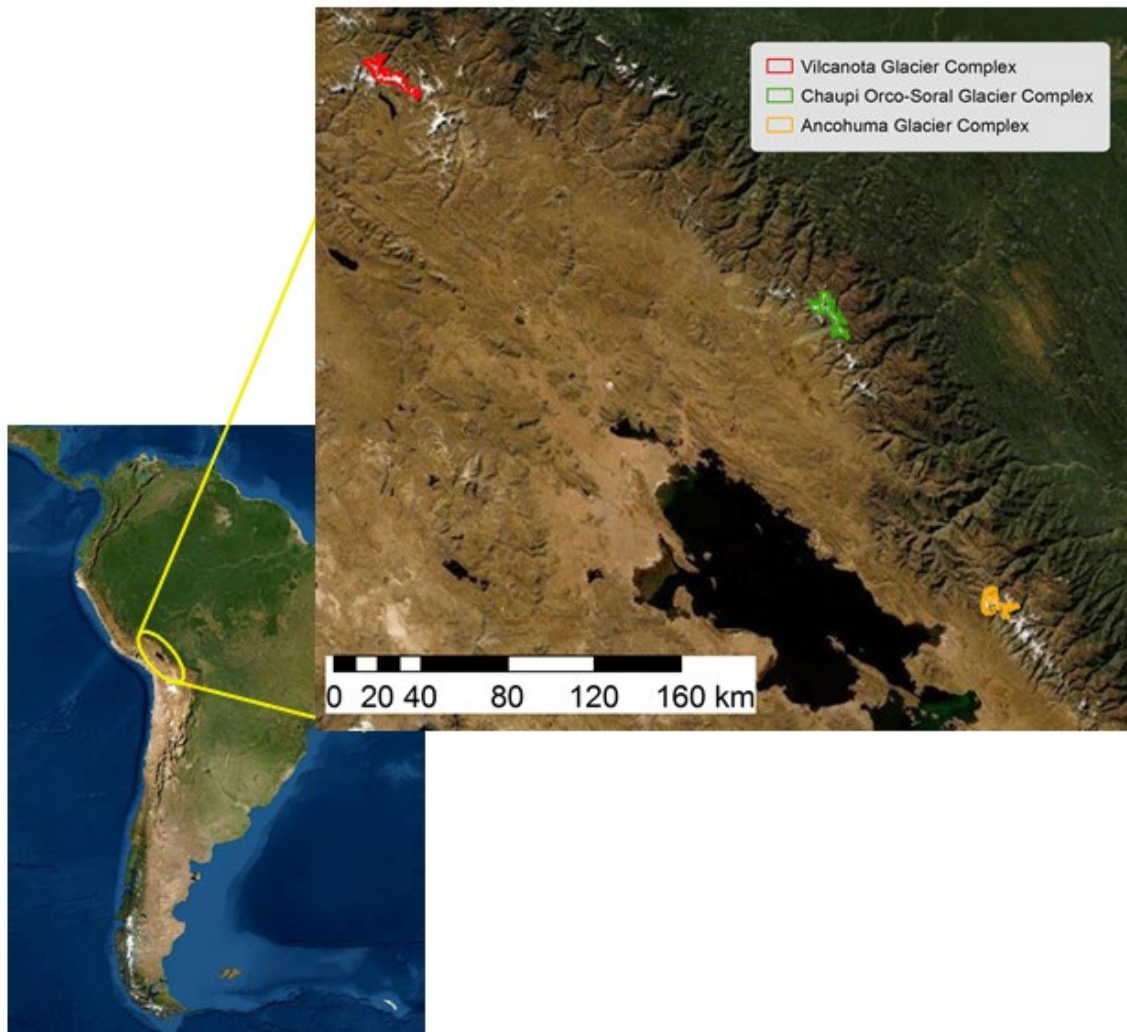 Vilcanota Glacier Complex
Chaupi Orco-Soral Glacier Complex
Ancohuma Glacier Complex
0 20 40 80 120 160 km